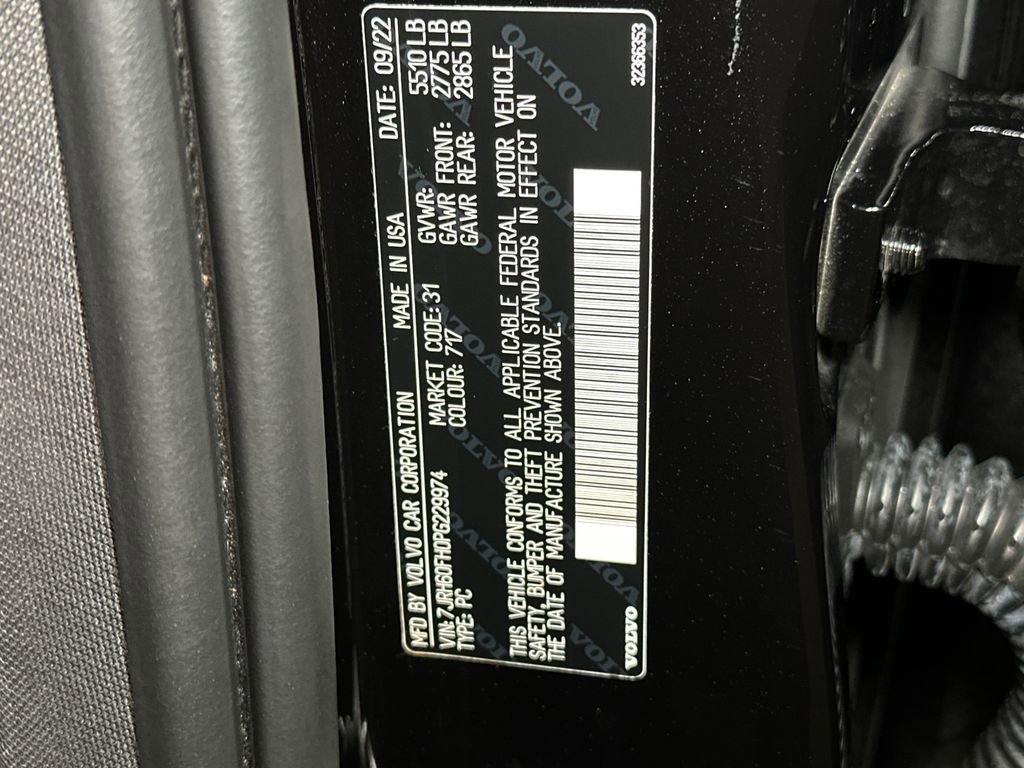 MFD BY VOLVO CAR CORPORATION MADE IN USA DATE: 09/22
VIN: 7JRH60FH0PG229974 MARKET CODE: 31 GVWR: 5510 LB
TYPE: PC COLOUR: 717 GAWR FRONT: 2775 LB
GAWR REAR: 2865 LB
THIS VEHICLE CONFORMS TO ALL APPLICABLE FEDERAL MOTOR VEHICLE
SAFETY, BUMPER AND THEFT PREVENTION STANDARDS IN EFFECT ON
THE DATE OF MANUFACTURE SHOWN ABOVE.
VOLVO 32366353